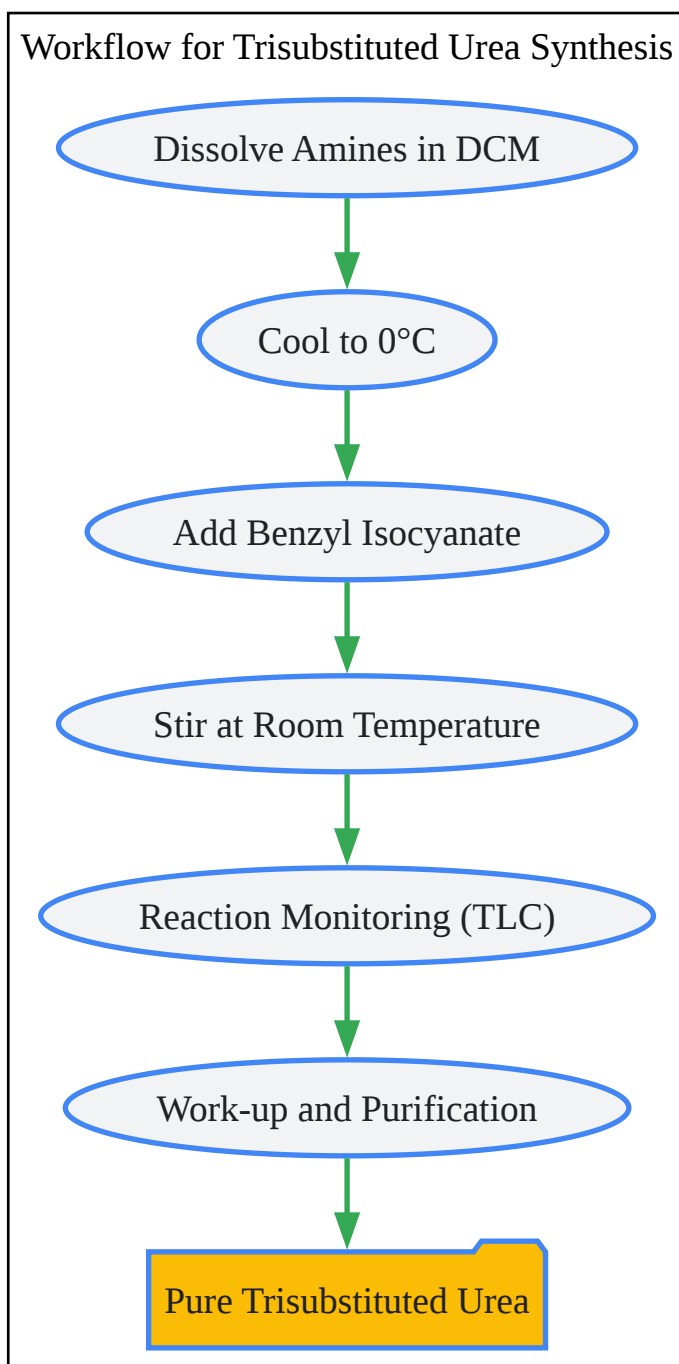 Workflow for Trisubstituted Urea Synthesis
Dissolve Amines in DCM
Cool to 0°C
Add Benzyl Isocyanate
Stir at Room Temperature
Reaction Monitoring (TLC)
Work-up and Purification
Pure Trisubstituted Urea